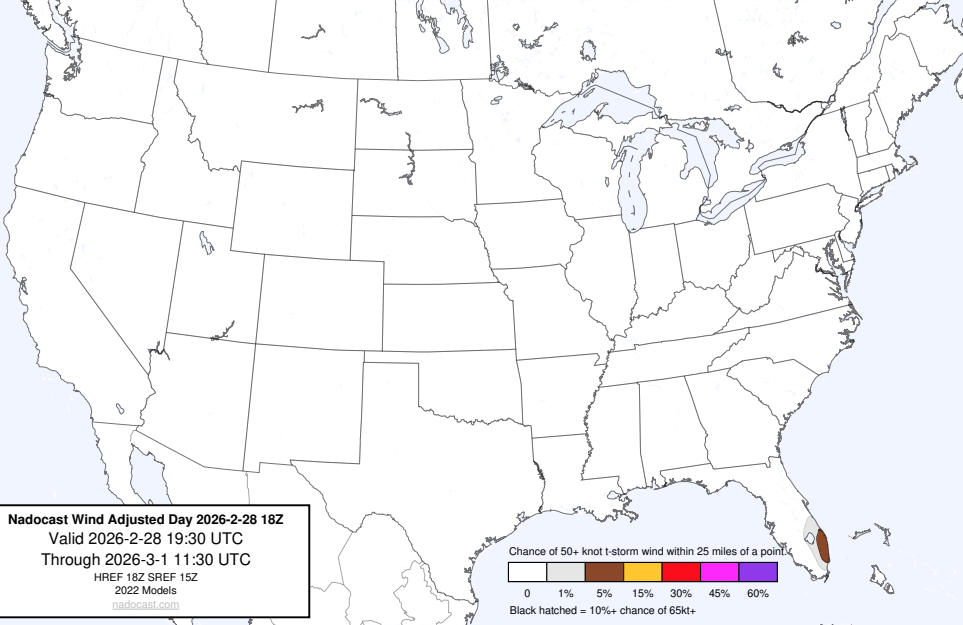 Nadocast Wind Adjusted Day 2026-2-28 18Z
Valid 2026-2-28 19:30 UTC
Through 2026-3-1 11:30 UTC
HREF 18Z SREF 15Z
2022 Models
nadocast.com
Chance of 50+ knot t-storm wind within 25 miles of a point.
0 1% 5% 15% 30% 45% 60%
Black hatched = 10%+ chance of 65kt+